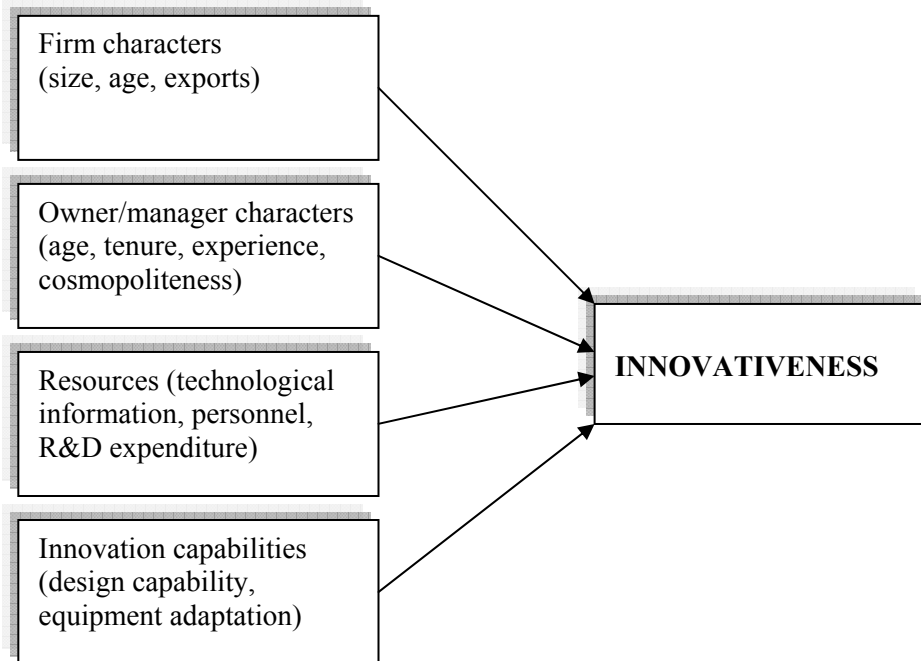 Firm characters
(size, age, exports)
Owner/manager characters
(age, tenure, experience,
cosmopoliteness)
Resources (technological
information, personnel,
R&D expenditure)
Innovation capabilities
(design capability,
equipment adaptation)
INNOVATIVENESS